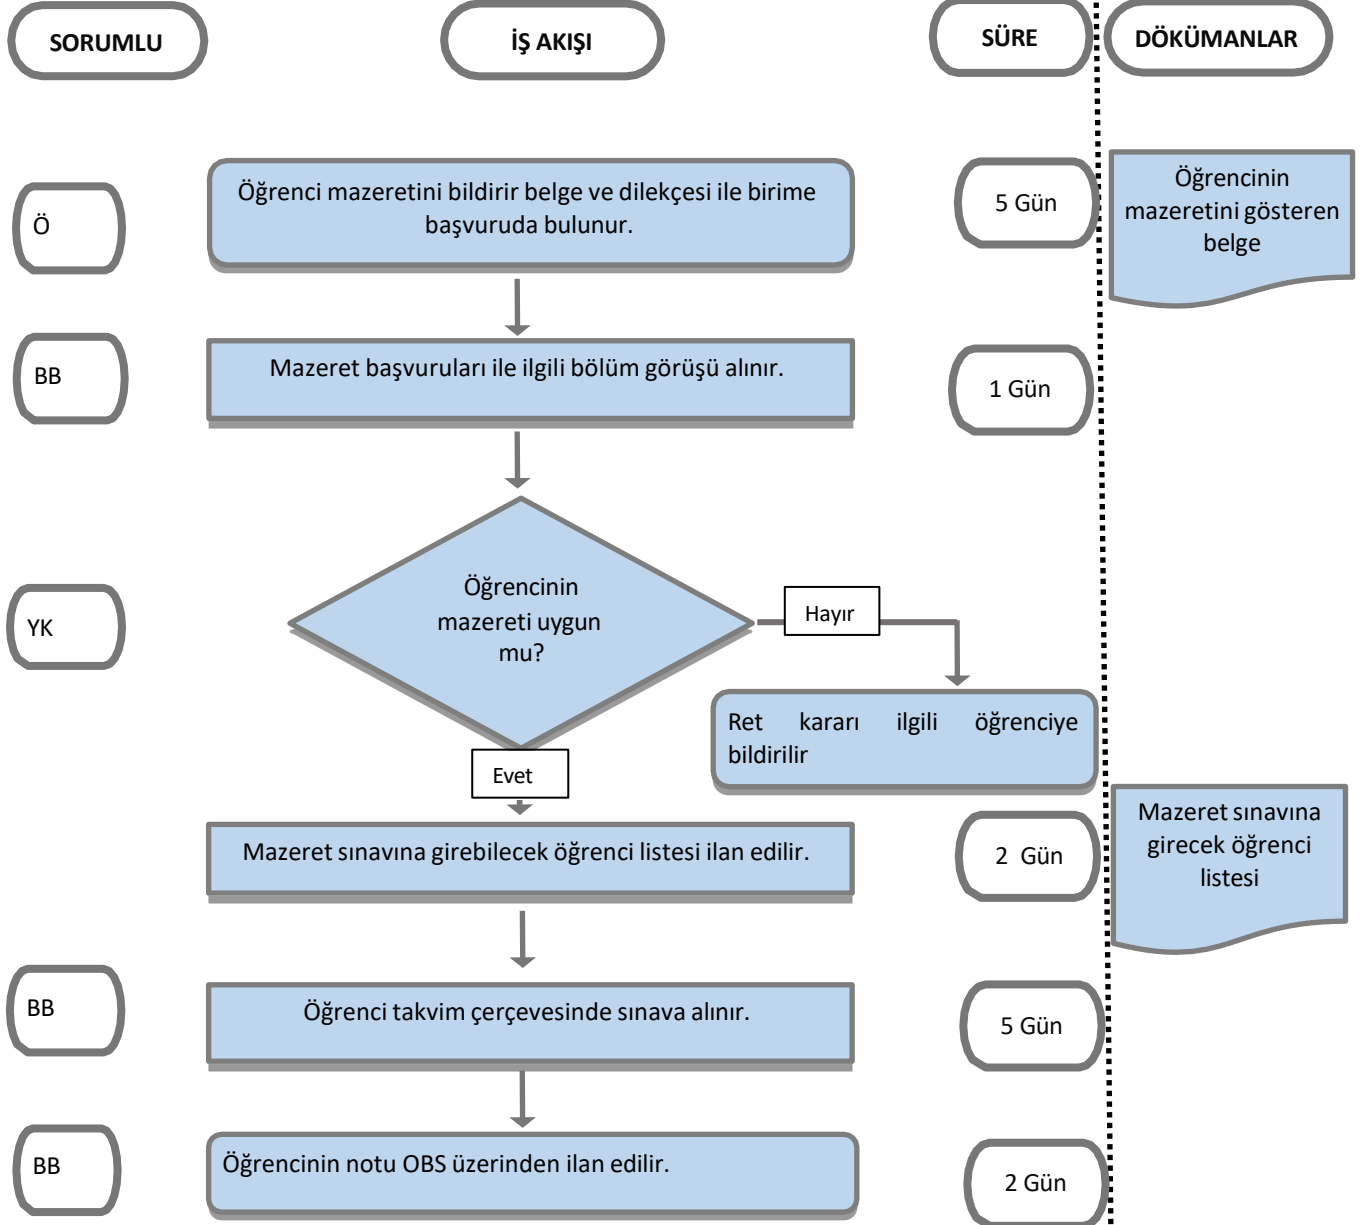 SORUMLU
İŞ AKIŞI
SÜRE
DÖKÜMANLAR
Ö
Öğrenci mazeretini bildirir belge ve dilekçesi ile birime
başvuruda bulunur.
5 Gün
Öğrencinin
mazeretini gösteren
belge
BB
Mazeret başvuruları ile ilgili bölüm görüşü alınır.
1 Gün
YK
Öğrencinin
mazereti uygun
mu?
Hayır
Ret kararı ilgili öğrenciye
bildirilir
Evet
Mazeret sınavına girebilecek öğrenci listesi ilan edilir.
2 Gün
Mazeret sınavına
girecek öğrenci
listesi
BB
Öğrenci takvim çerçevesinde sınava alınır.
5 Gün
BB
Öğrencinin notu OBS üzerinden ilan edilir.
2 Gün